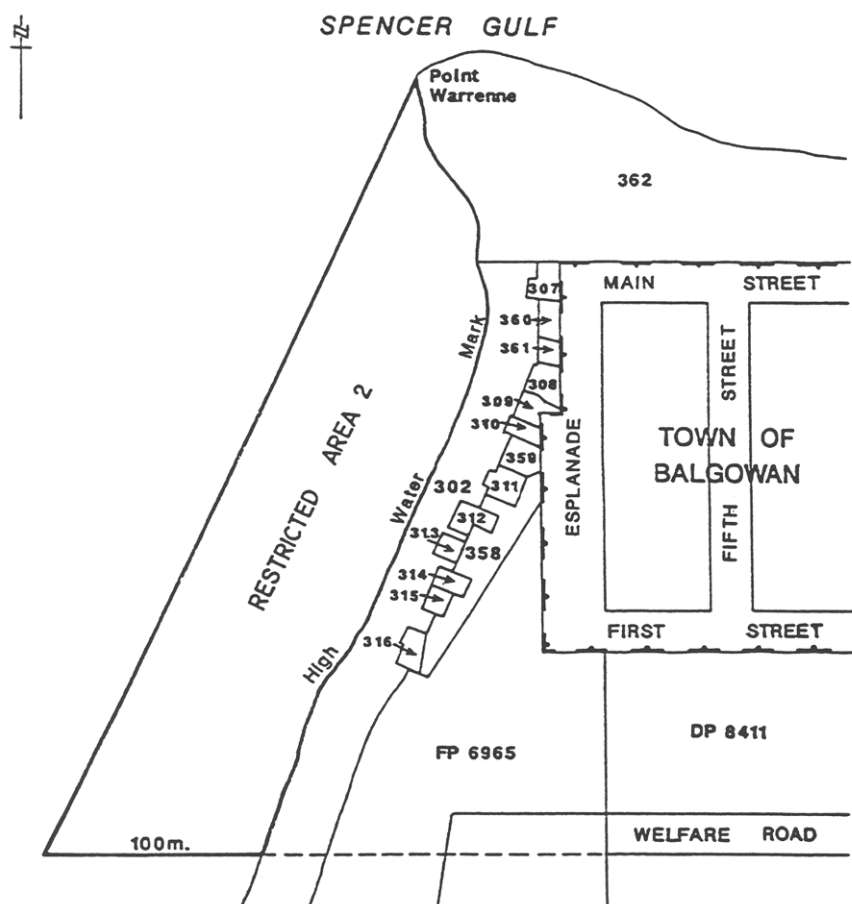 SPENCER GULF
N
Point
Warrenne
362
307
MAIN STREET
360
Mark
361
308
309
STREET
310
RESTRICTED AREA 2
TOWN OF
BALGOWAN
ESPLANADE
359
302
311
Water
312
313
358
FIFTH
314
315
FIRST STREET
316
High
DP 8411
FP 6965
100m.
WELFARE ROAD